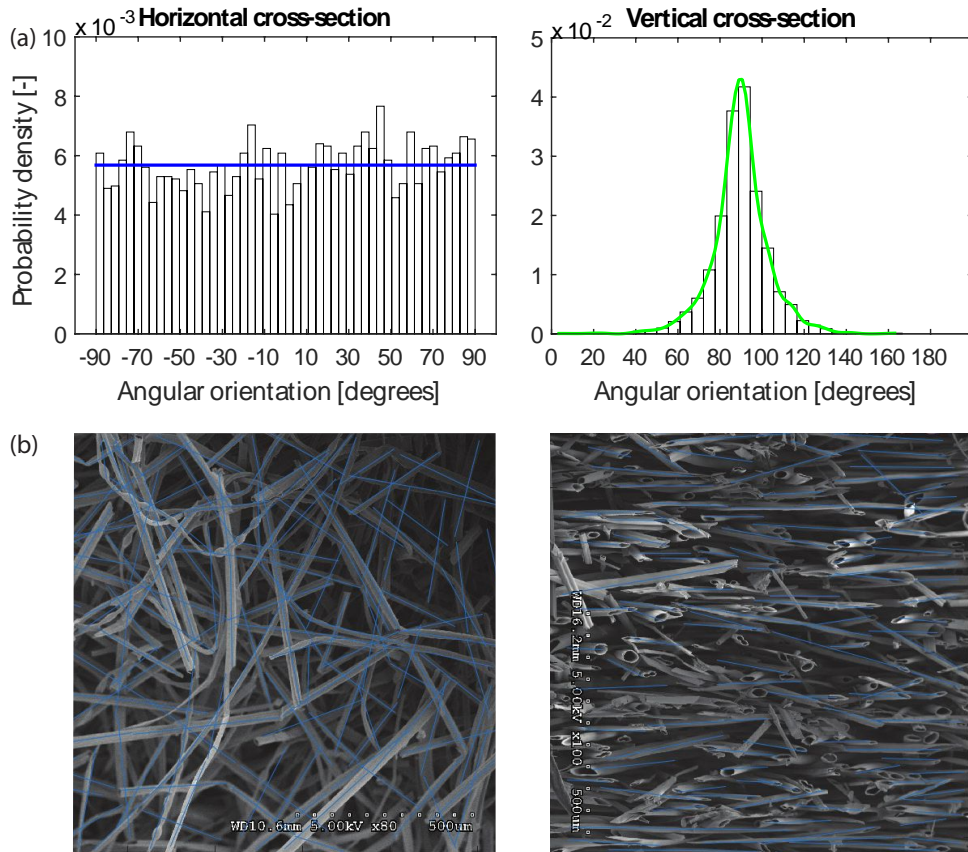 (a)
Horizontal cross-section
x 10 -3
Probability density [-]
10
8
6
4
2
0
-90 -70 -50 -30 -10 10 30 50 70 90
Angular orientation [degrees]
Vertical cross-section
x 10 -2
5
4
3
2
1
0
0 20 40 60 80 100 120 140 160 180
Angular orientation [degrees]
(b)
WD10.6mm 5.00kV x80 500um
WD16.2mm 5.00kV x100 500um